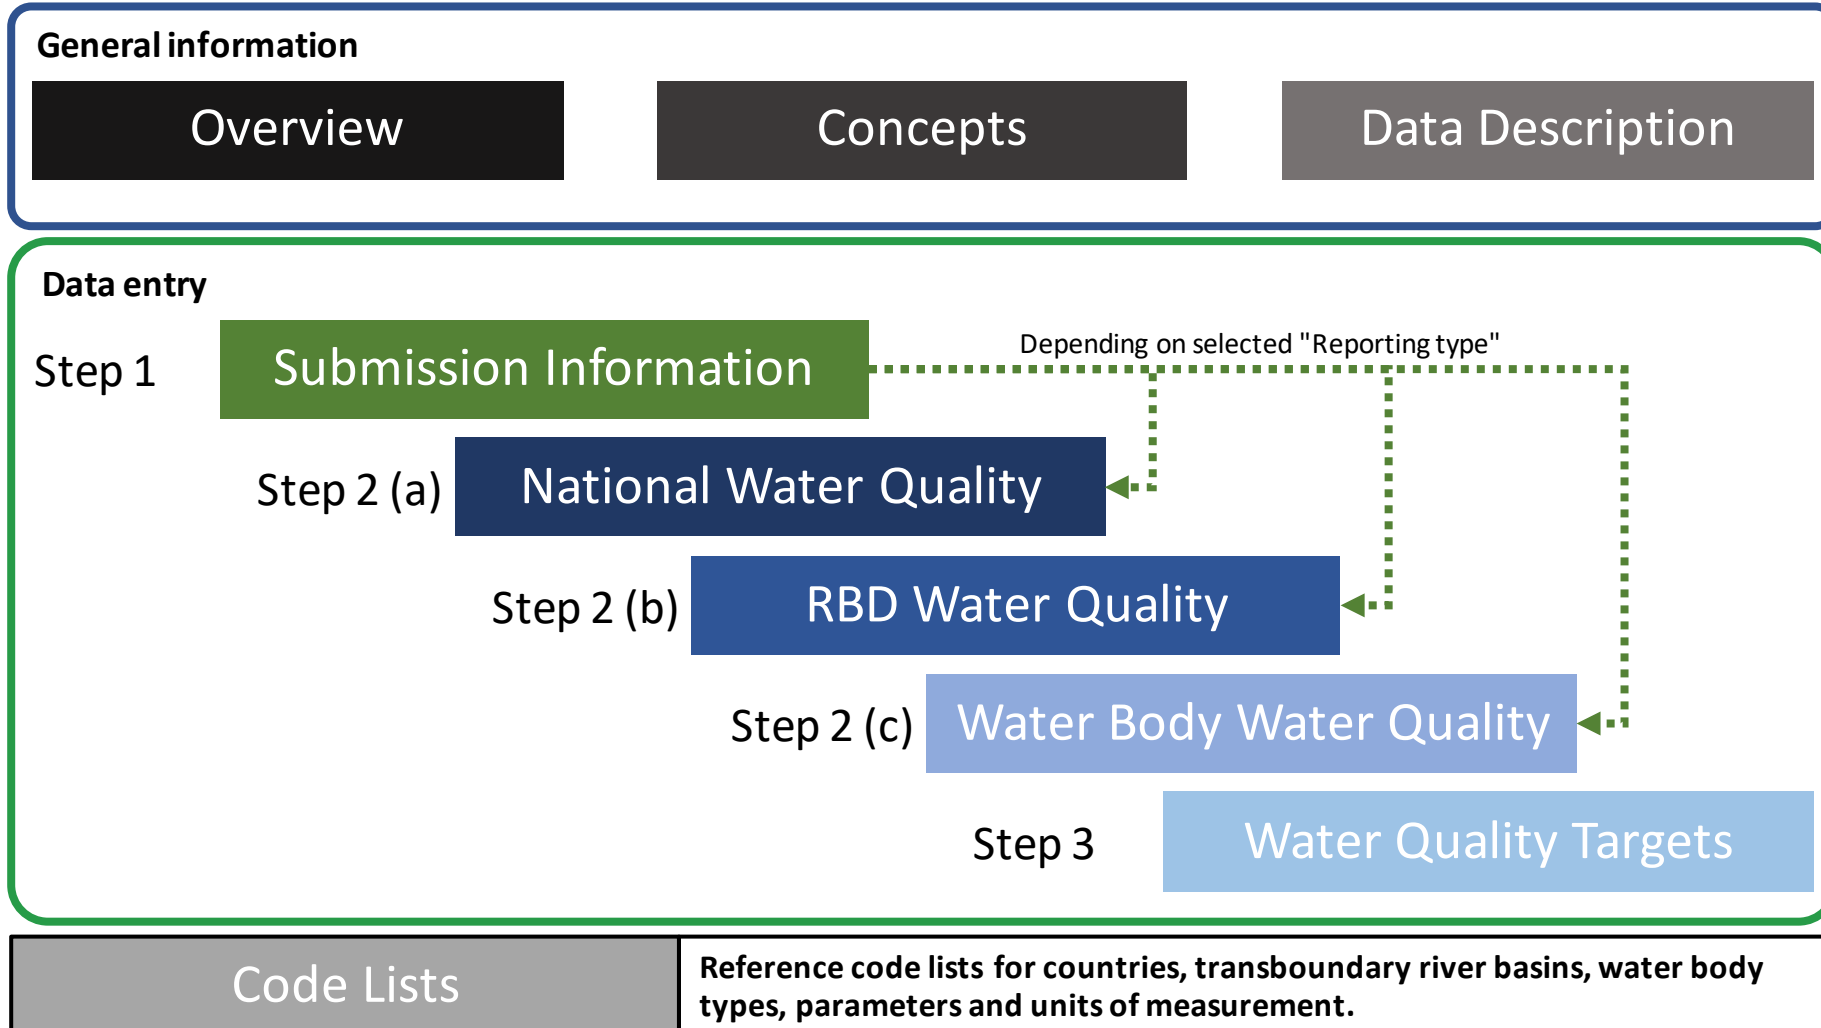 General information
Overview
Concepts
Data Description
Data entry
Step 1
Submission Information
Depending on selected "Reporting type"
Step 2 (a)
National Water Quality
Step 2 (b)
RBD Water Quality
Step 2 (c)
Water Body Water Quality
Step 3
Water Quality Targets
Code Lists
Reference code lists for countries, transboundary river basins, water body
types, parameters and units of measurement.